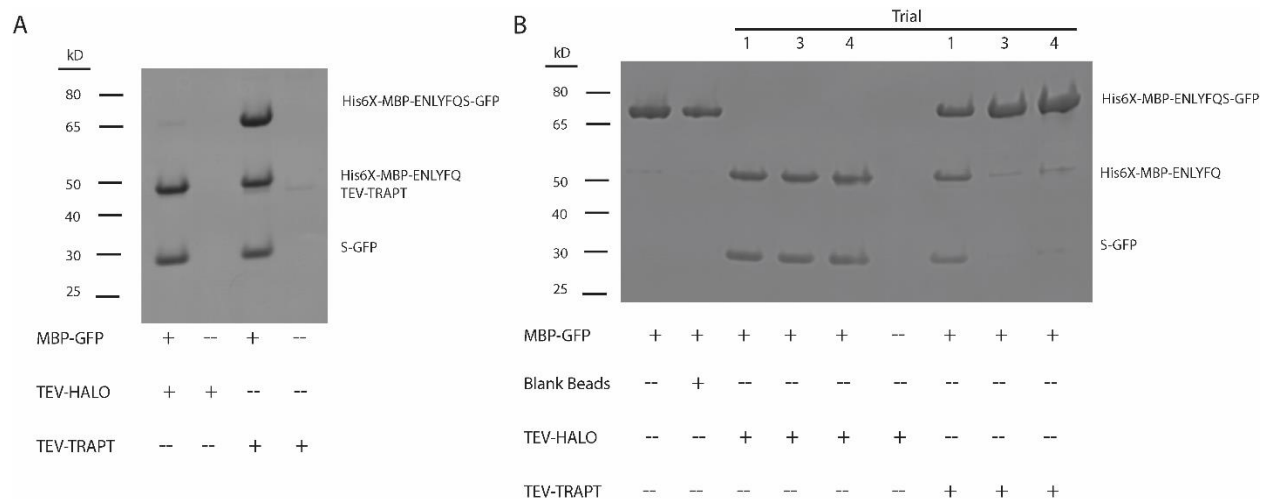 A
kD
80
65
50
40
30
25
His6X-MBP-ENLYFQS-GFP
His6X-MBP-ENLYFQ
TEV-TRAPT
S-GFP
MBP-GFP + -- + --
TEV-HALO + + -- --
TEV-TRAPT -- -- + +
B
Trial
1 3 4 1 3 4
kD
80
65
50
40
30
25
His6X-MBP-ENLYFQS-GFP
His6X-MBP-ENLYFQ
S-GFP
MBP-GFP + + + + + -- + + +
Blank Beads -- + -- -- -- -- -- -- --
TEV-HALO -- -- + + + + -- -- --
TEV-TRAPT -- -- -- -- -- -- + + +